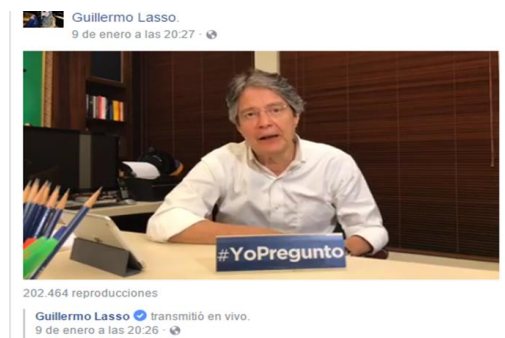 Guillermo Lasso.
9 de enero a las 20:27 ·
#YoPregunto
202.464 reproducciones
Guillermo Lasso transmitió en vivo.
9 de enero a las 20:26 ·